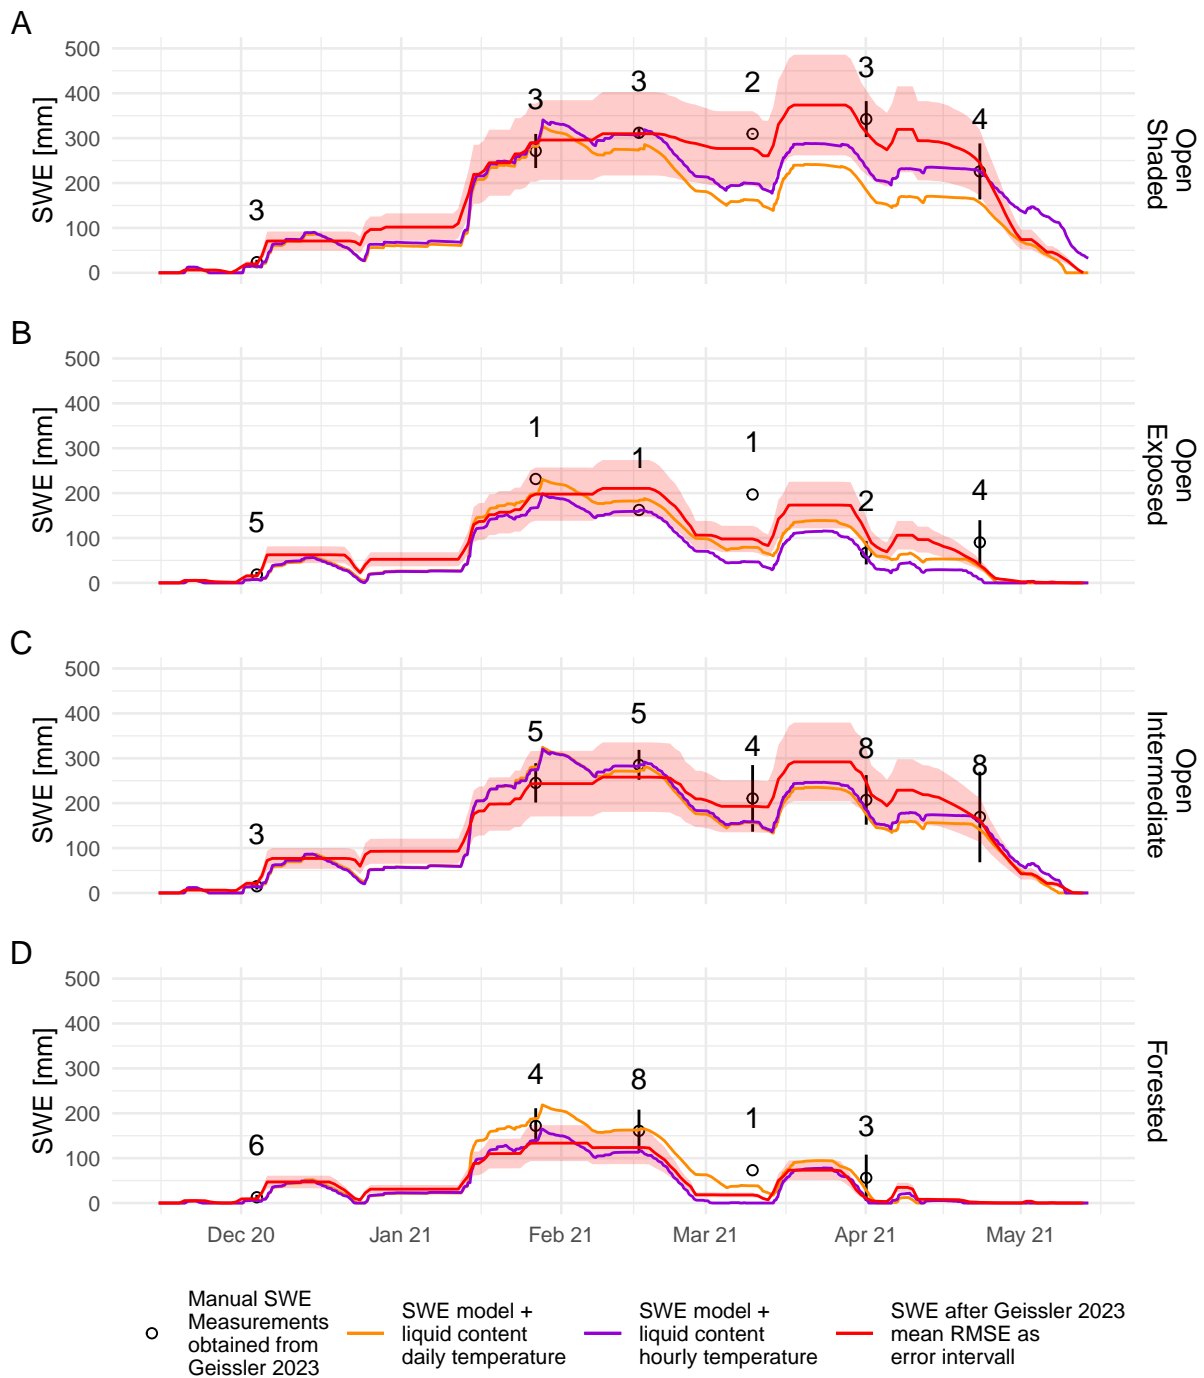 A
500
400
300
200
100
0
SWE [mm]
3
3
3
2
3
4
Open
Shaded
B
500
400
300
200
100
0
SWE [mm]
5
1
1
1
2
4
Open
Exposed
C
500
400
300
200
100
0
SWE [mm]
3
5
5
4
8
8
Open
Intermediate
D
500
400
300
200
100
0
SWE [mm]
6
4
8
1
3
Forested
Dec 20
Jan 21
Feb 21
Mar 21
Apr 21
May 21
Manual SWE
Measurements
obtained from
Geissler 2023
SWE model +
liquid content
daily temperature
SWE model +
liquid content
hourly temperature
SWE after Geissler 2023
mean RMSE as
error intervall